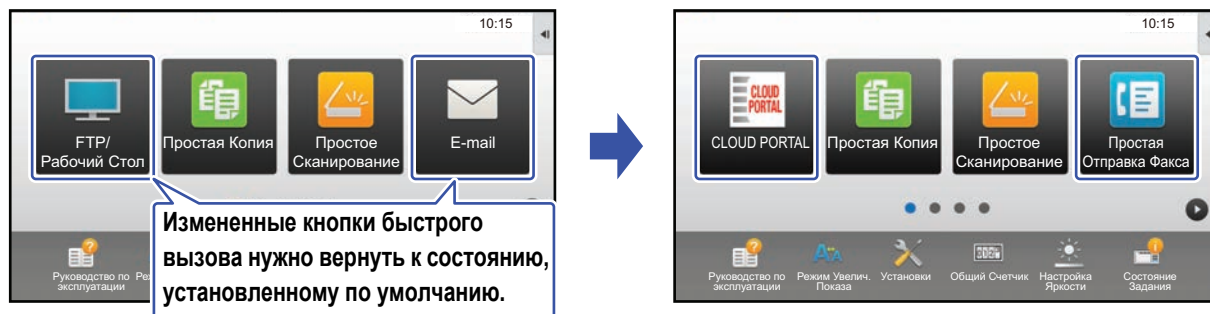 10:15
FTP/
Рабочий Стол
Простая Копия
Простое
Сканирование
E-mail
Измененные кнопки быстрого
вызова нужно вернуть к состоянию,
установленному по умолчанию.
Руководство по
эксплуатации
Ре
10:15
CLOUD
PORTAL
CLOUD PORTAL
Простая Копия
Простое
Сканирование
Простая
Отправка Факса
Руководство по
эксплуатации
Режим Увелич.
Показа
Установки
Общий Счетчик
Настройка
Яркости
Состояние
Задания